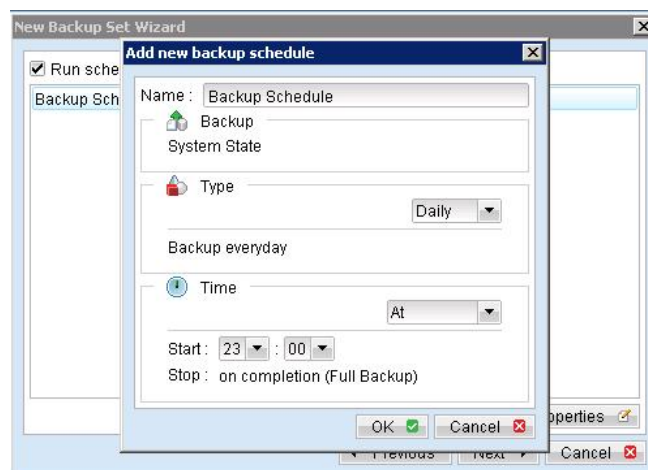 New Backup Set Wizard
Add new backup schedule
Run sche
Backup Sch
Name : Backup Schedule
Backup
System State
Type
Daily
Backup everyday
Time
At
Start : 23 : 00
Stop : on completion (Full Backup)
OK Cancel
operties
Previous Next Cancel